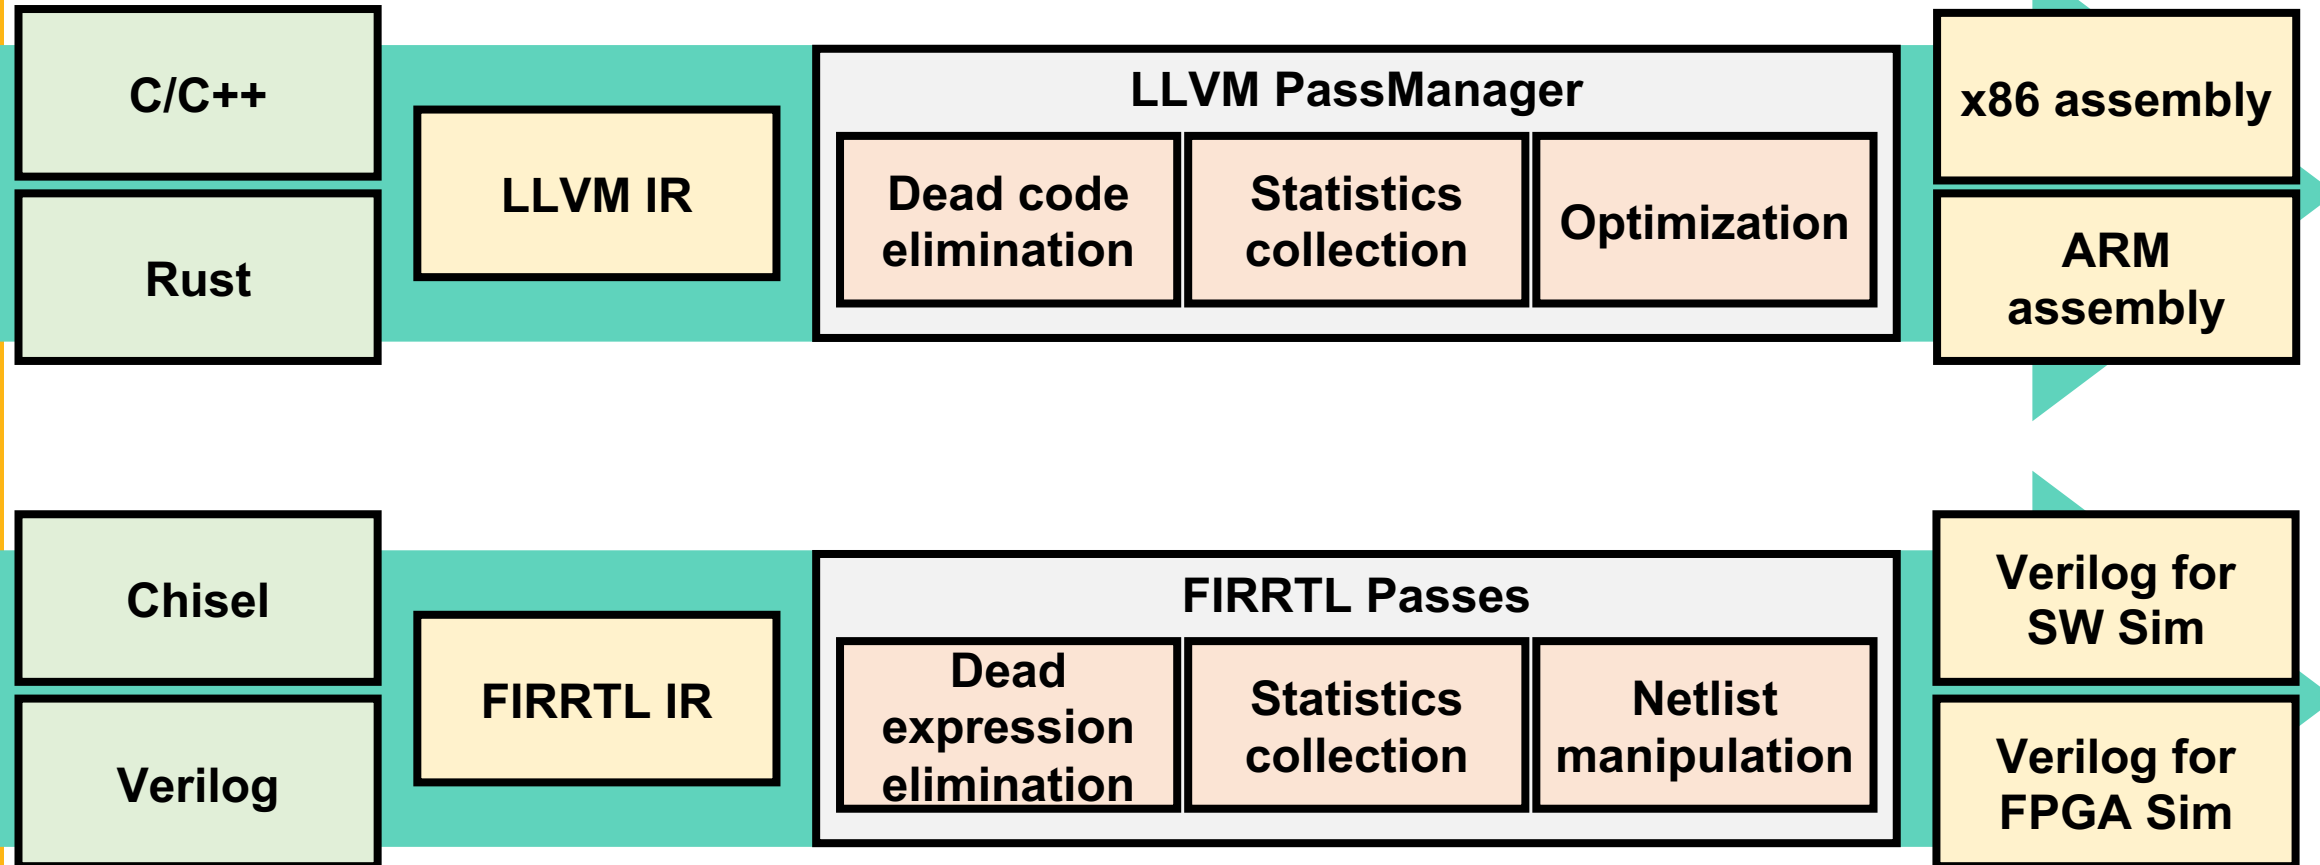 C/C++
Rust
LLVM IR
LLVM PassManager
Dead code
elimination
Statistics
collection
Optimization
x86 assembly
ARM
assembly
Chisel
Verilog
FIRRTL IR
FIRRTL Passes
Dead
expression
elimination
Statistics
collection
Netlist
manipulation
Verilog for
SW Sim
Verilog for
FPGA Sim